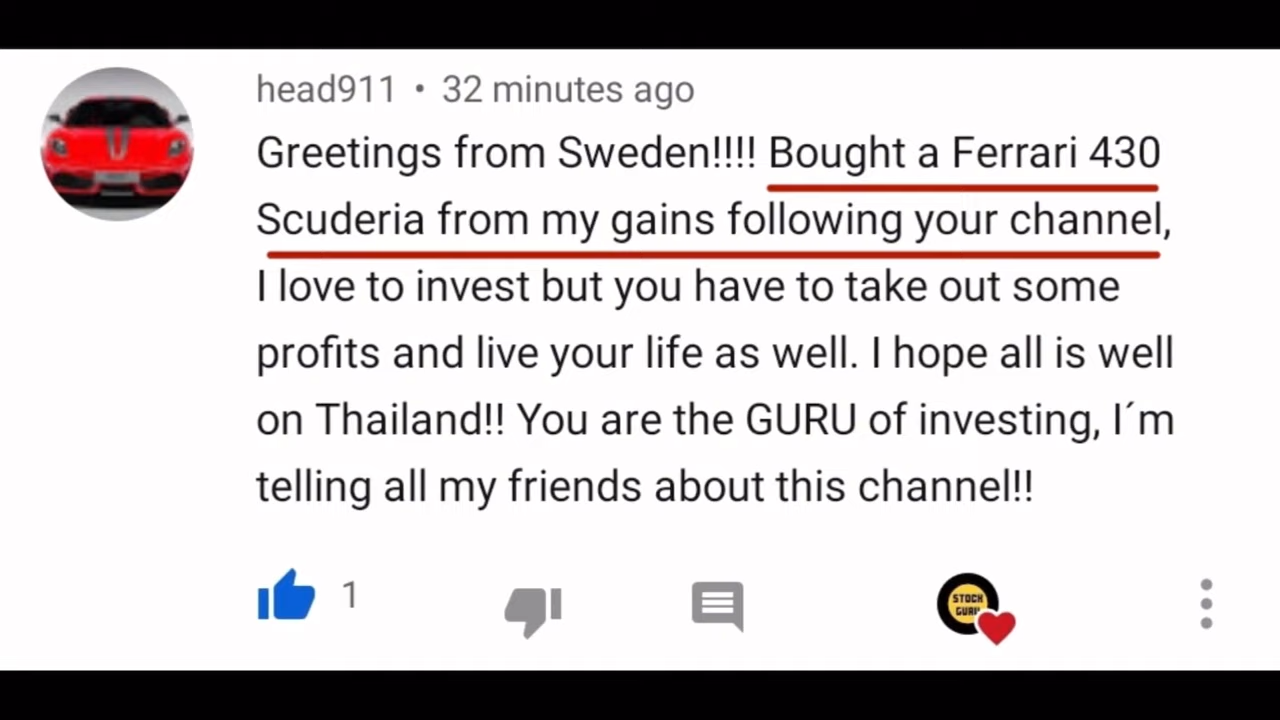 head911 • 32 minutes ago
Greetings from Sweden!!!! Bought a Ferrari 430
Scuderia from my gains following your channel,
I love to invest but you have to take out some
profits and live your life as well. I hope all is well
on Thailand!! You are the GURU of investing, I´m
telling all my friends about this channel!!
1
STOCK
GURU